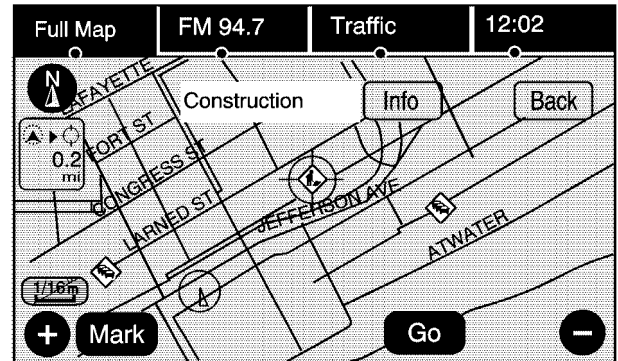 Full Map FM 94.7 Traffic 12:02
N
LAFAYETTE
Construction Info Back
FORT ST
0.2
mi
CONGRESS ST
LARNED ST
JEFFERSON AVE
ATWATER
1/16m
+ Mark Go -